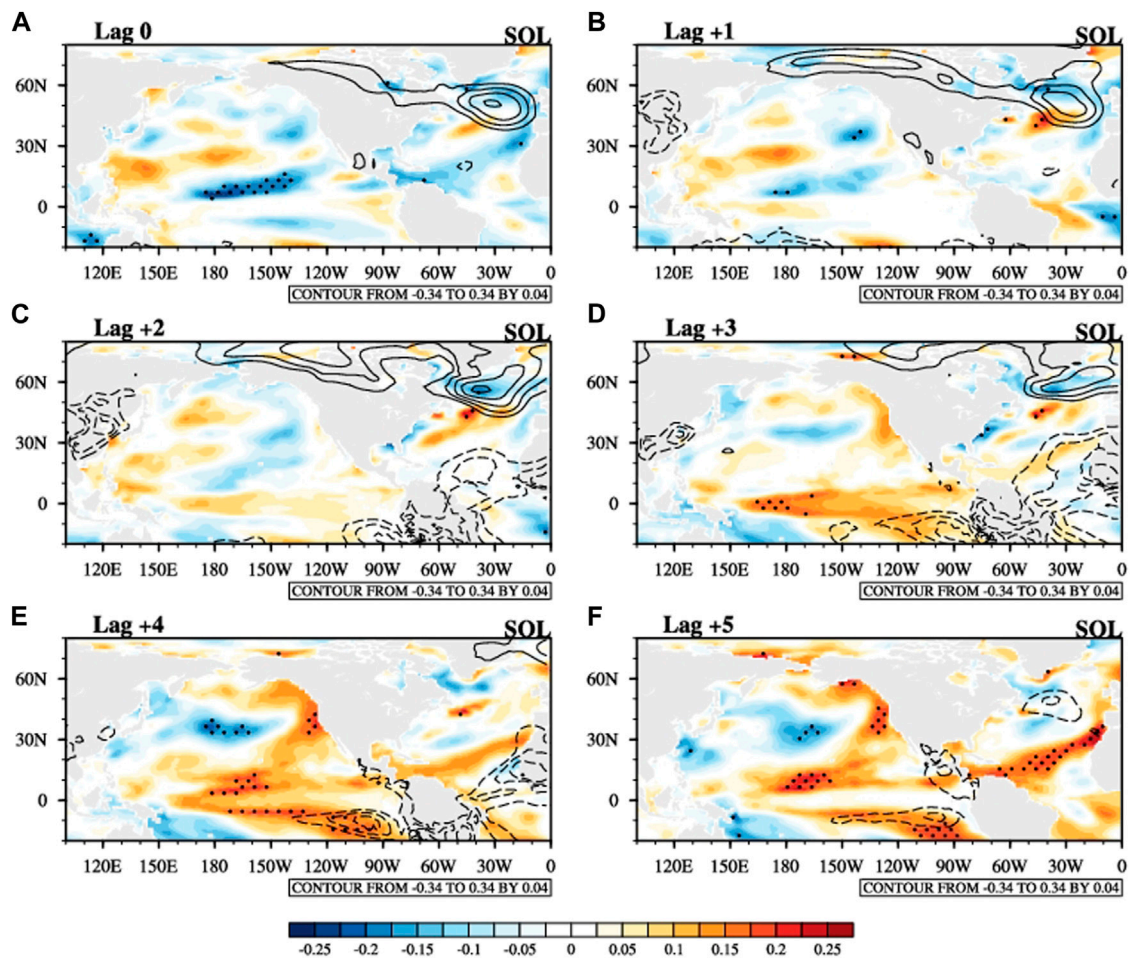 A Lag 0 SOL
60N
30N
0
120E 150E 180 150W 120W 90W 60W 30W 0
CONTOUR FROM -0.34 TO 0.34 BY 0.04
B Lag +1 SOL
60N
30N
0
120E 150E 180 150W 120W 90W 60W 30W 0
CONTOUR FROM -0.34 TO 0.34 BY 0.04
C Lag +2 SOL
60N
30N
0
120E 150E 180 150W 120W 90W 60W 30W 0
CONTOUR FROM -0.34 TO 0.34 BY 0.04
D Lag +3 SOL
60N
30N
0
120E 150E 180 150W 120W 90W 60W 30W 0
CONTOUR FROM -0.34 TO 0.34 BY 0.04
E Lag +4 SOL
60N
30N
0
120E 150E 180 150W 120W 90W 60W 30W 0
CONTOUR FROM -0.34 TO 0.34 BY 0.04
F Lag +5 SOL
60N
30N
0
120E 150E 180 150W 120W 90W 60W 30W 0
CONTOUR FROM -0.34 TO 0.34 BY 0.04
-0.25 -0.2 -0.15 -0.1 -0.05 0 0.05 0.1 0.15 0.2 0.25